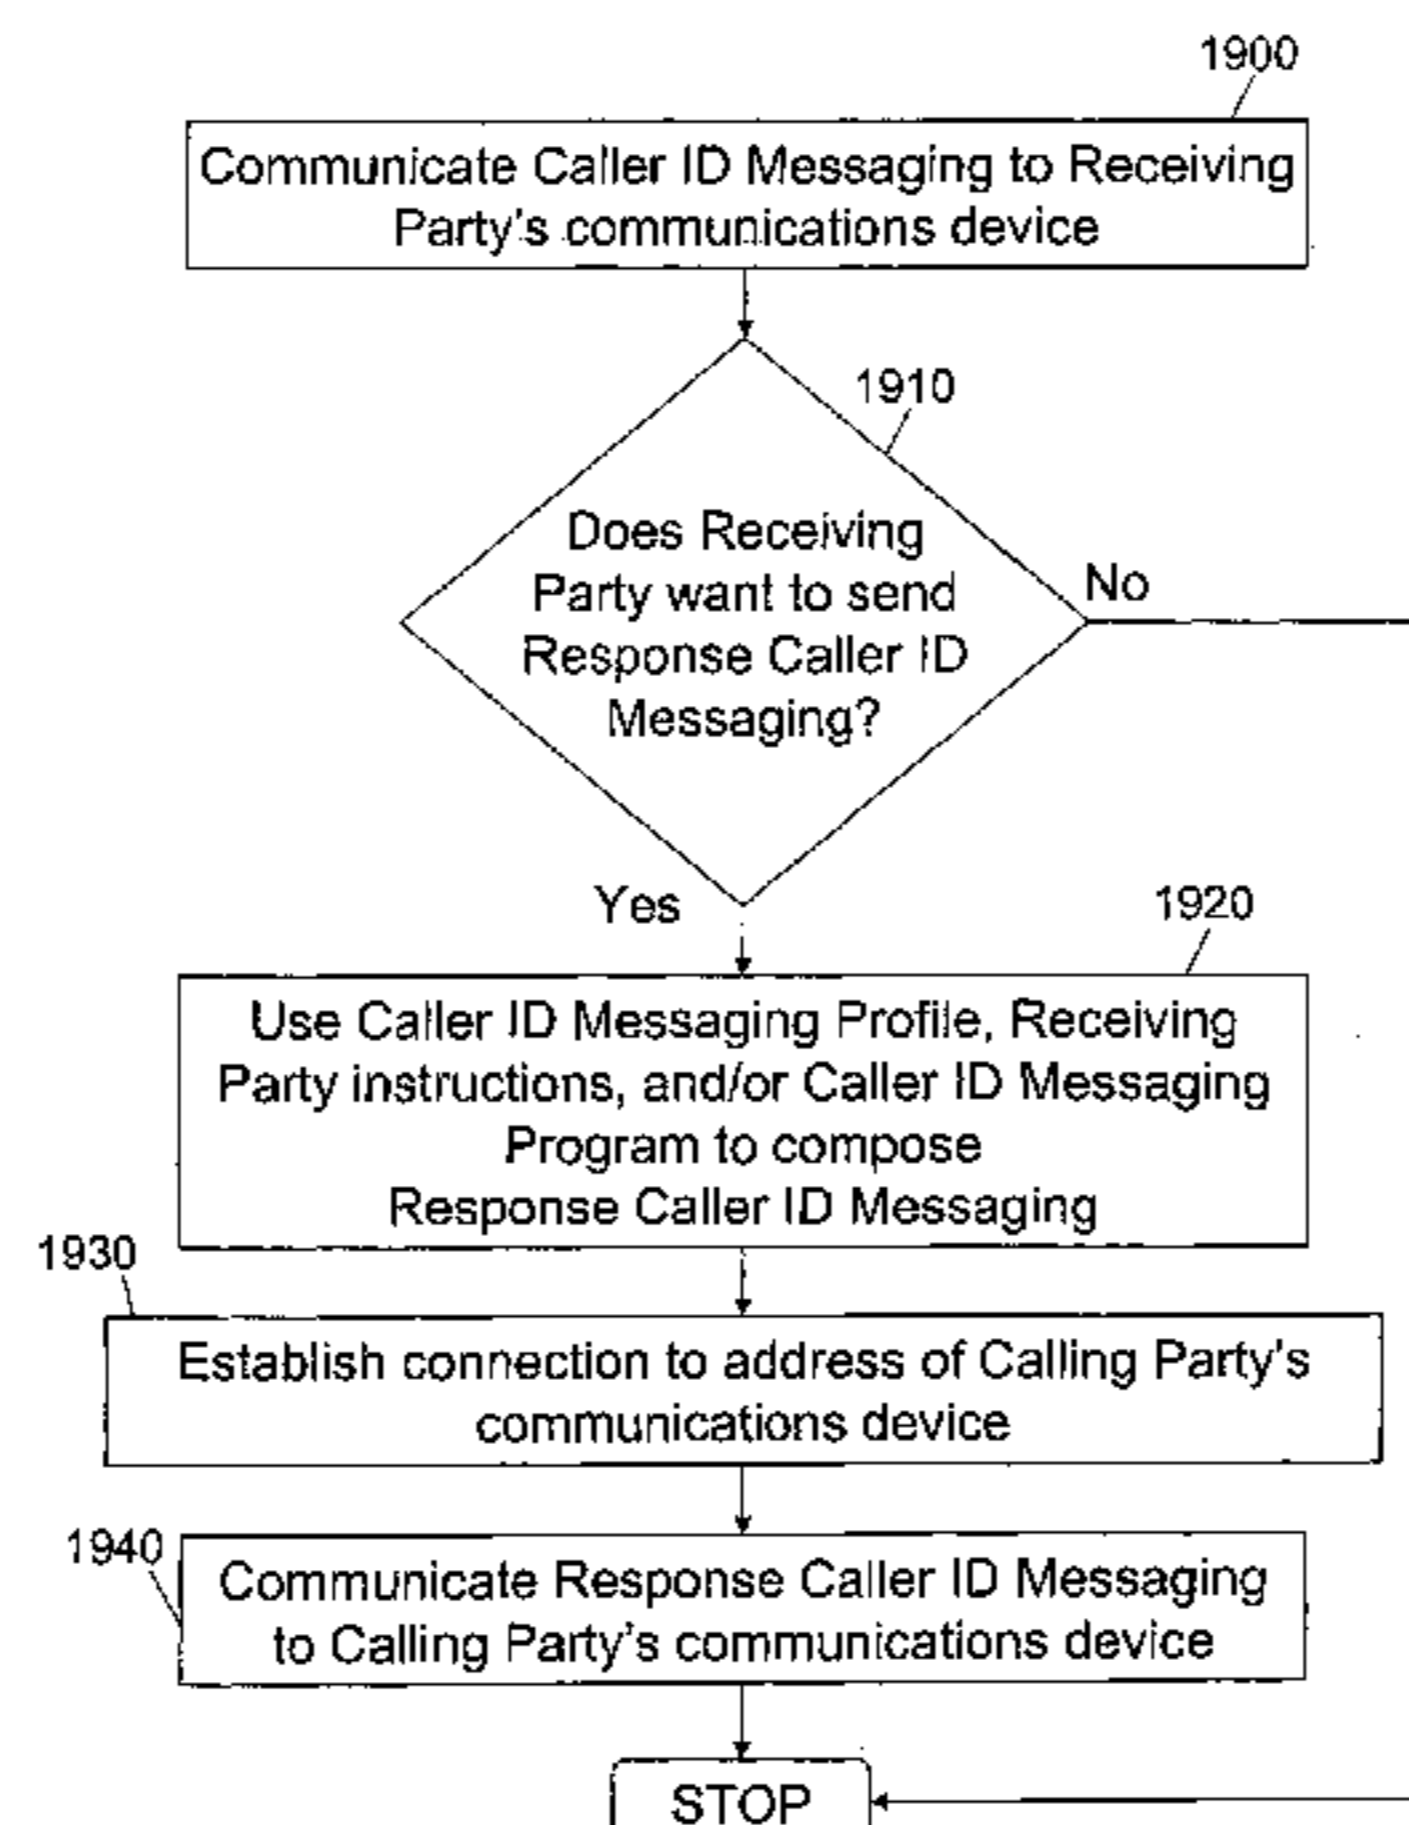 1900
Communicate Caller ID Messaging to Receiving
Party's communications device
1910
Does Receiving
Party want to send
Response Caller ID
Messaging?
No
Yes
1920
Use Caller ID Messaging Profile, Receiving
Party instructions, and/or Caller ID Messaging
Program to compose
Response Caller ID Messaging
1930
Establish connection to address of Calling Party's
communications device
1940
Communicate Response Caller ID Messaging
to Calling Party's communications device
STOP